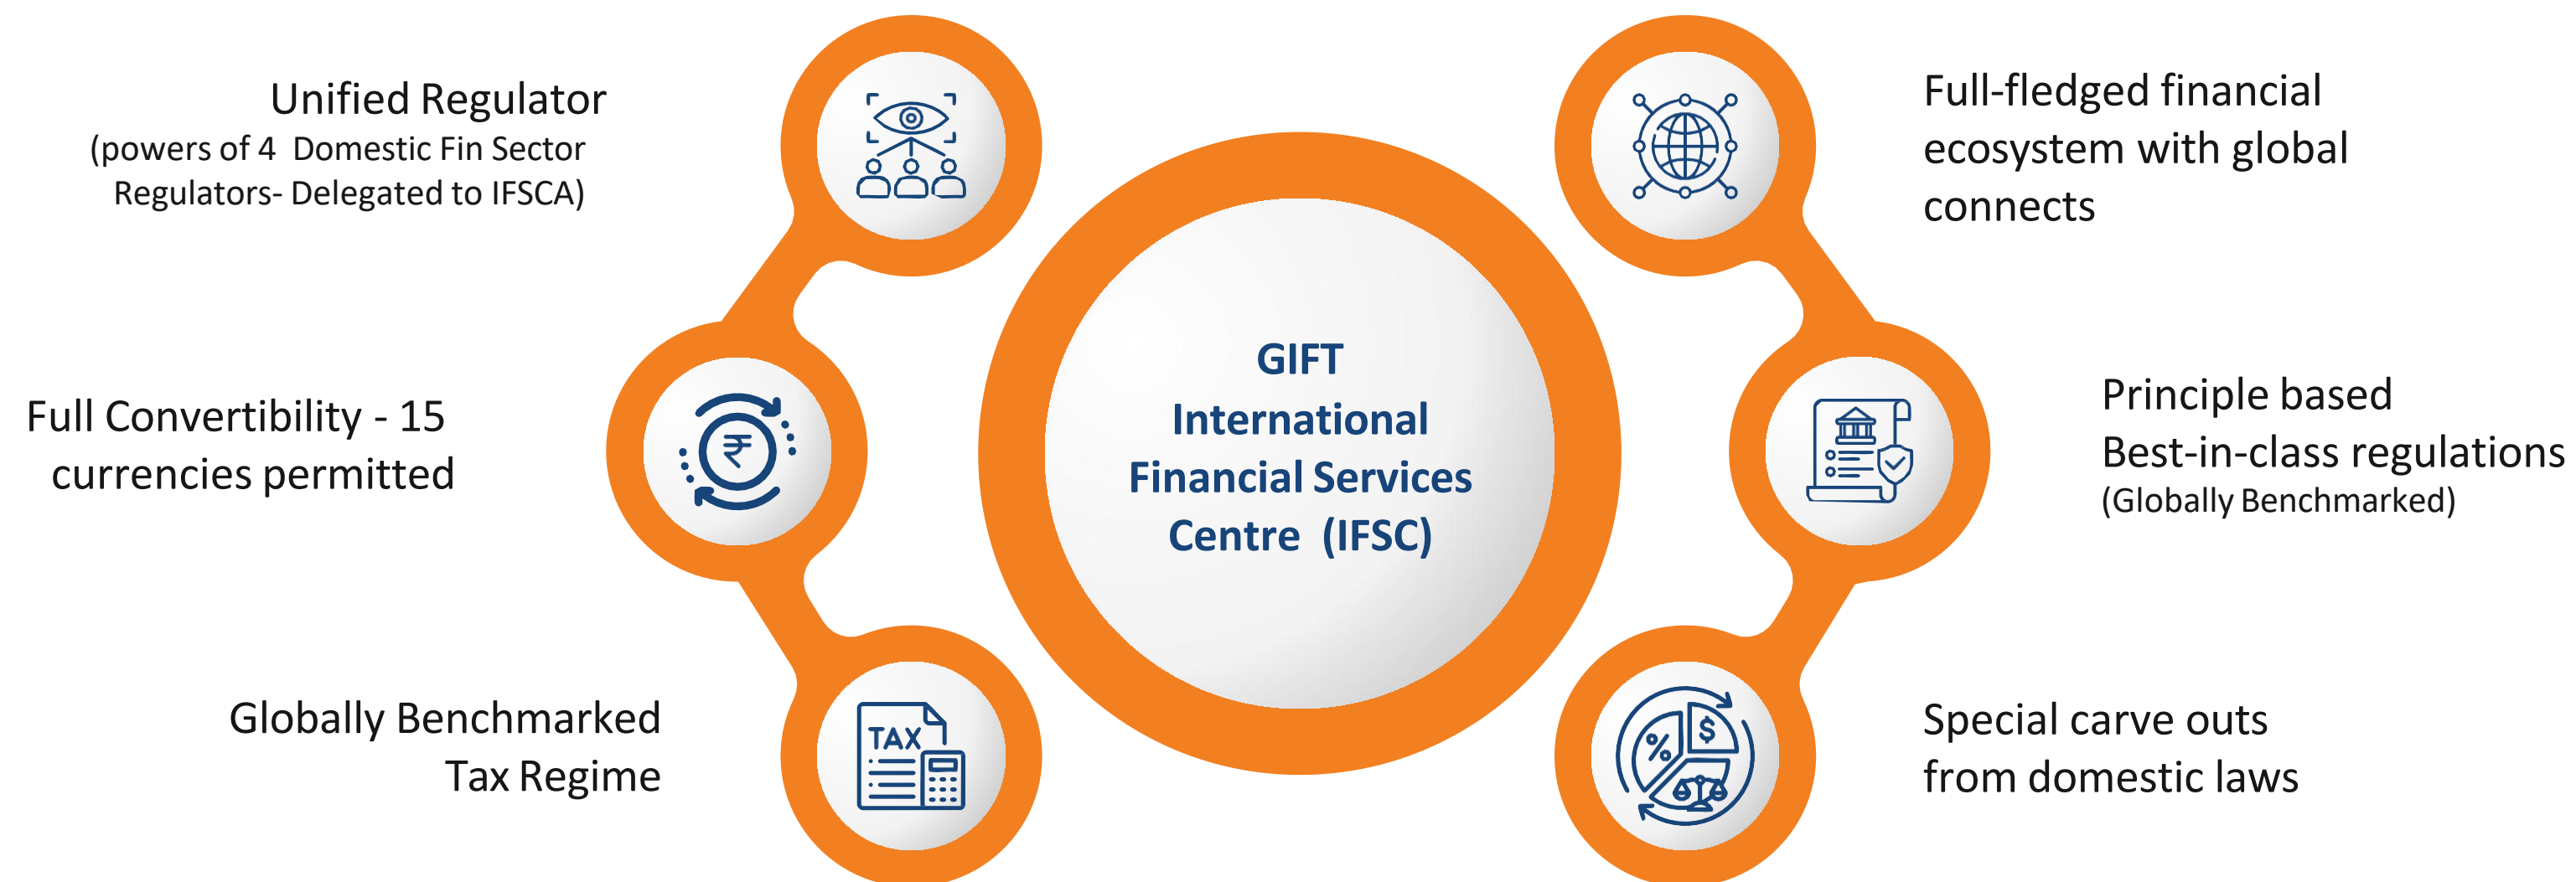 Unified Regulator
(powers of 4 Domestic Fin Sector
Regulators- Delegated to IFSCA)
Full Convertibility - 15
currencies permitted
Globally Benchmarked
Tax Regime
TAX
GIFT
International
Financial Services
Centre (IFSC)
Full-fledged financial
ecosystem with global
connects
Principle based
Best-in-class regulations
(Globally Benchmarked)
Special carve outs
from domestic laws
₹
% $